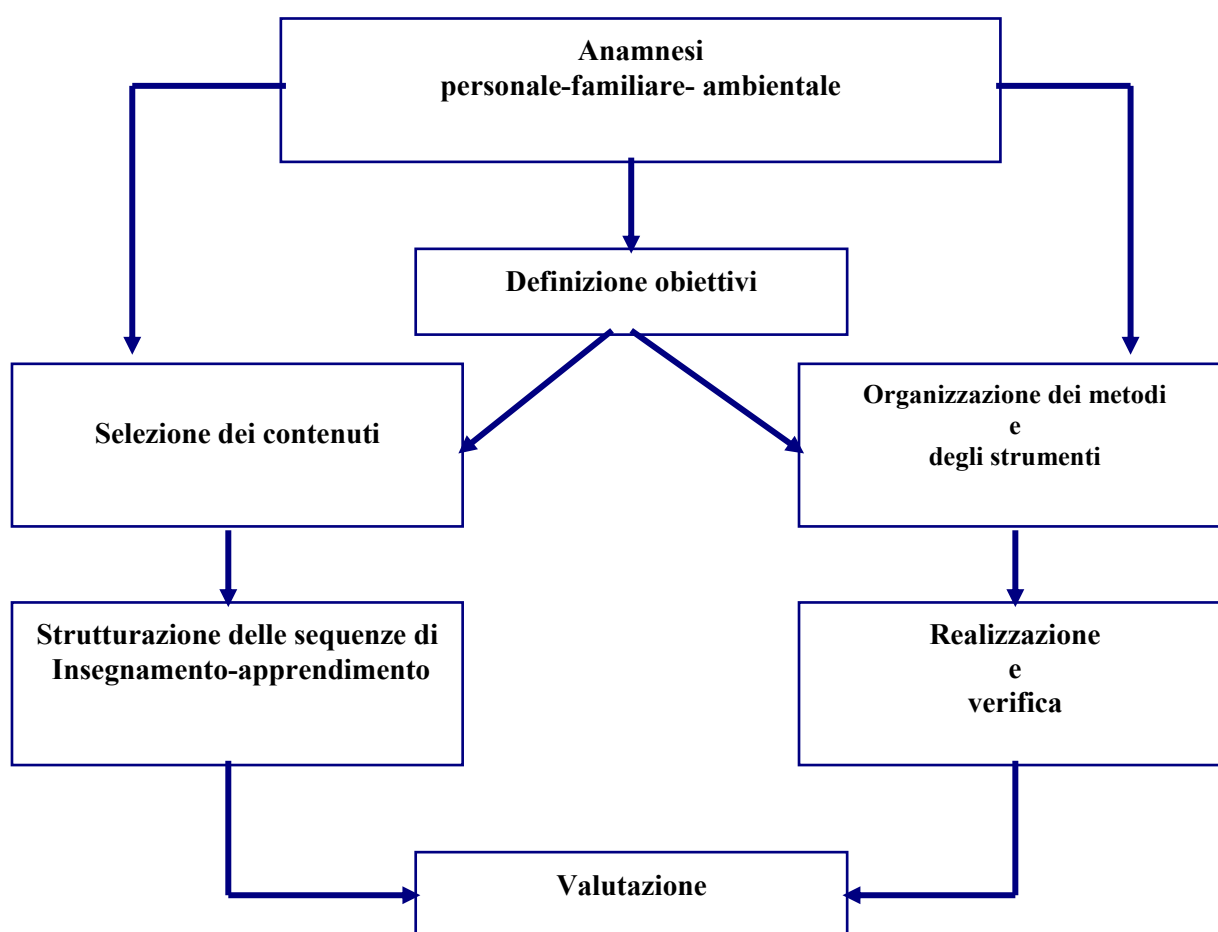 Anamnesi
personale-familiare- ambientale
Definizione obiettivi
Selezione dei contenuti
Organizzazione dei metodi
e
degli strumenti
Strutturazione delle sequenze di
Insegnamento-apprendimento
Realizzazione
e
verifica
Valutazione